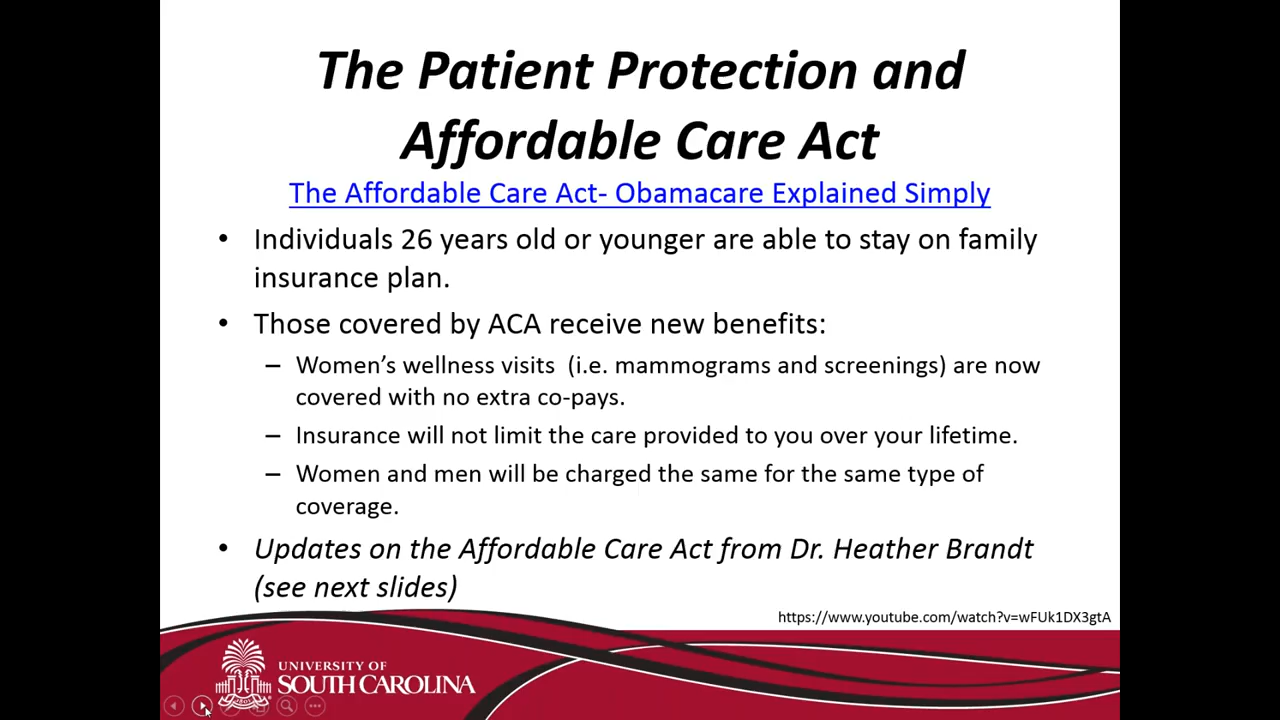 The Patient Protection and
Affordable Care Act
The Affordable Care Act- Obamacare Explained Simply
• Individuals 26 years old or younger are able to stay on family
insurance plan.
• Those covered by ACA receive new benefits:
– Women’s wellness visits (i.e. mammograms and screenings) are now
covered with no extra co-pays.
– Insurance will not limit the care provided to you over your lifetime.
– Women and men will be charged the same for the same type of
coverage.
• Updates on the Affordable Care Act from Dr. Heather Brandt
(see next slides)
https://www.youtube.com/watch?v=wFUk1DX3gtA
UNIVERSITY OF
SOUTH CAROLINA